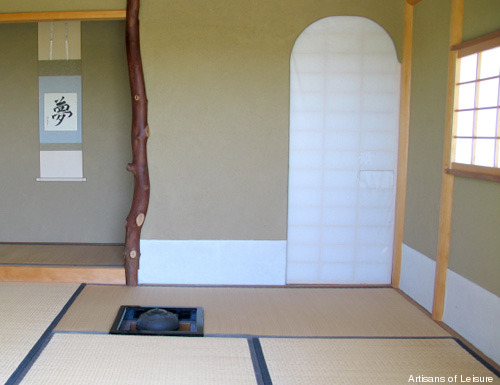 夢
Artisans of Leisure